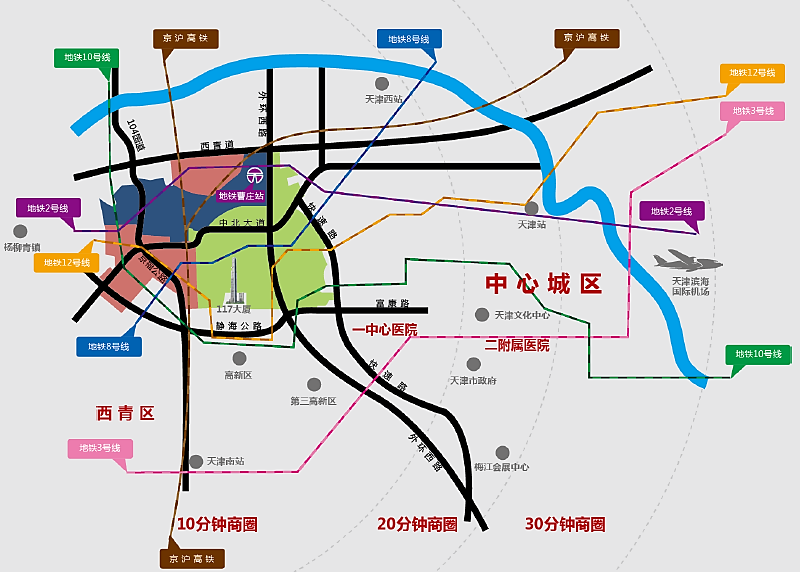 京沪高铁
地铁8号线
京沪高铁
地铁10号线
地铁12号线
天津西站
外环西路
104国道
地铁3号线
西青道
地铁曹庄站
地铁2号线
中北大道
快速路
天津站
地铁2号线
杨柳青镇
地铁12号线
京福公路
天津滨海
国际机场
中心城区
117大厦
富康路
天津文化中心
静海公路
一中心医院
二附属医院
地铁8号线
地铁10号线
高新区
快速路
天津市政府
第三高新区
西青区
地铁3号线
天津南站
外环西路
梅江会展中心
10分钟商圈
20分钟商圈
30分钟商圈
京沪高铁